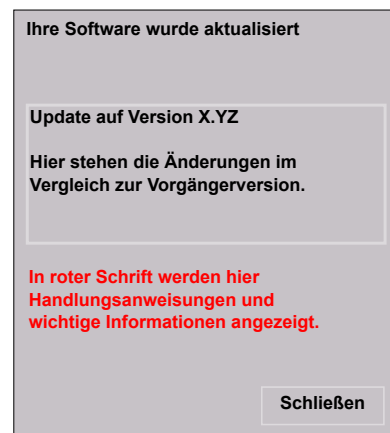 Ihre Software wurde aktualisiert
Update auf Version X.YZ
Hier stehen die Änderungen im
Vergleich zur Vorgängerversion.
In roter Schrift werden hier
Handlungsanweisungen und
wichtige Informationen angezeigt.
Schließen